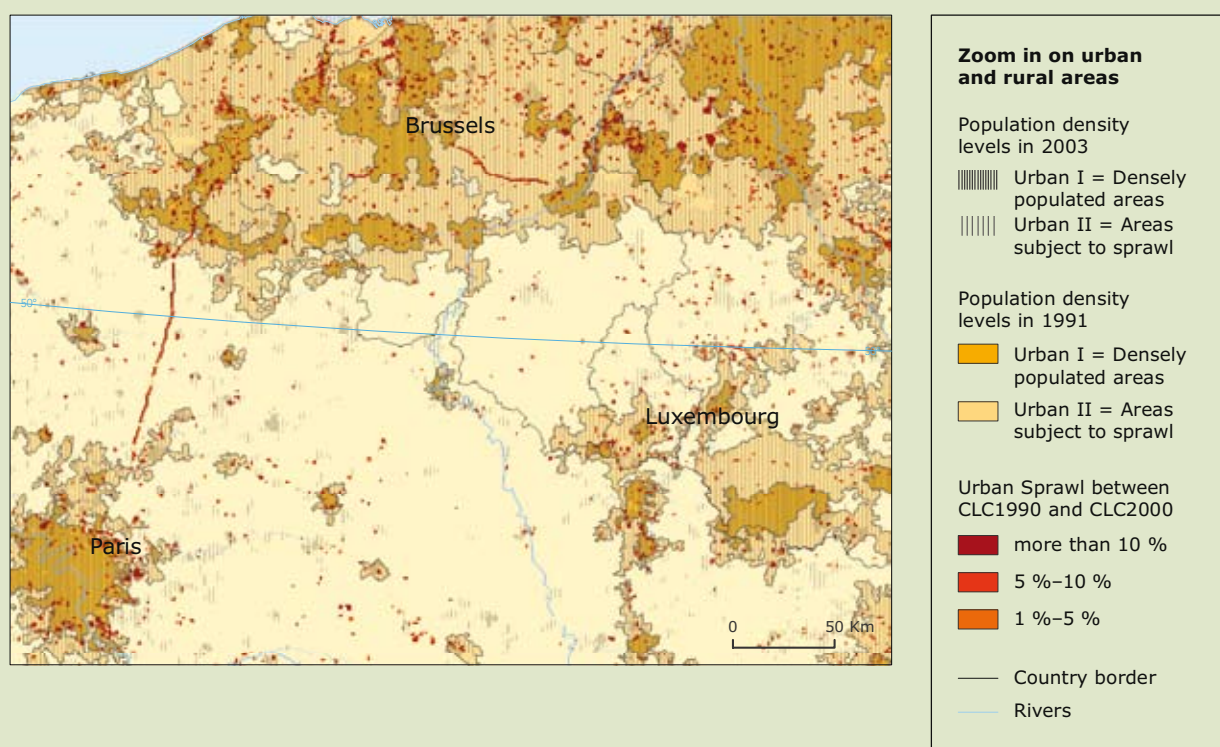 Brussels
50°
Luxembourg
Paris
0 50 Km
Zoom in on urban
and rural areas
Population density
levels in 2003
Urban I = Densely
populated areas
Urban II = Areas
subject to sprawl
Population density
levels in 1991
Urban I = Densely
populated areas
Urban II = Areas
subject to sprawl
Urban Sprawl between
CLC1990 and CLC2000
more than 10 %
5 %–10 %
1 %–5 %
Country border
Rivers